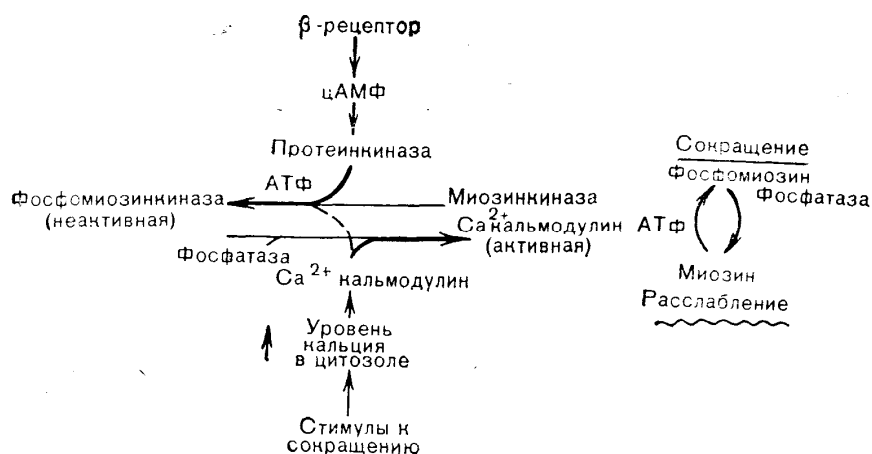 β-рецептор
цАМФ
Протеинкиназа
АТФ
Фосфомиозинкиназа
(неактивная)
Миозинкиназа
Ca2+ кальмодулин
(активная)
Фосфатаза
Ca2+ кальмодулин
Уровень
кальция
в цитозоле
Стимулы к
сокращению
Сокращение
Фосфомиозин
Фосфатаза
АТФ
Миозин
Расслабление